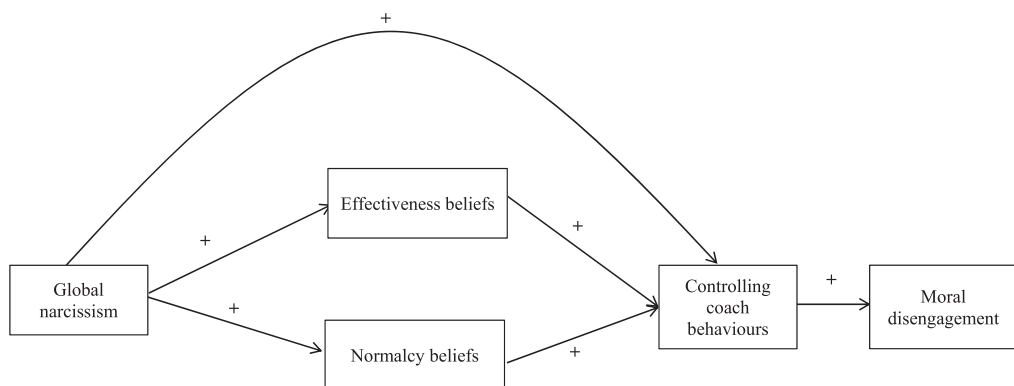 +
Effectiveness beliefs
+
+
Global
narcissism
+
Normalcy beliefs
+
Controlling
coach
behaviours
+
Moral
disengagement